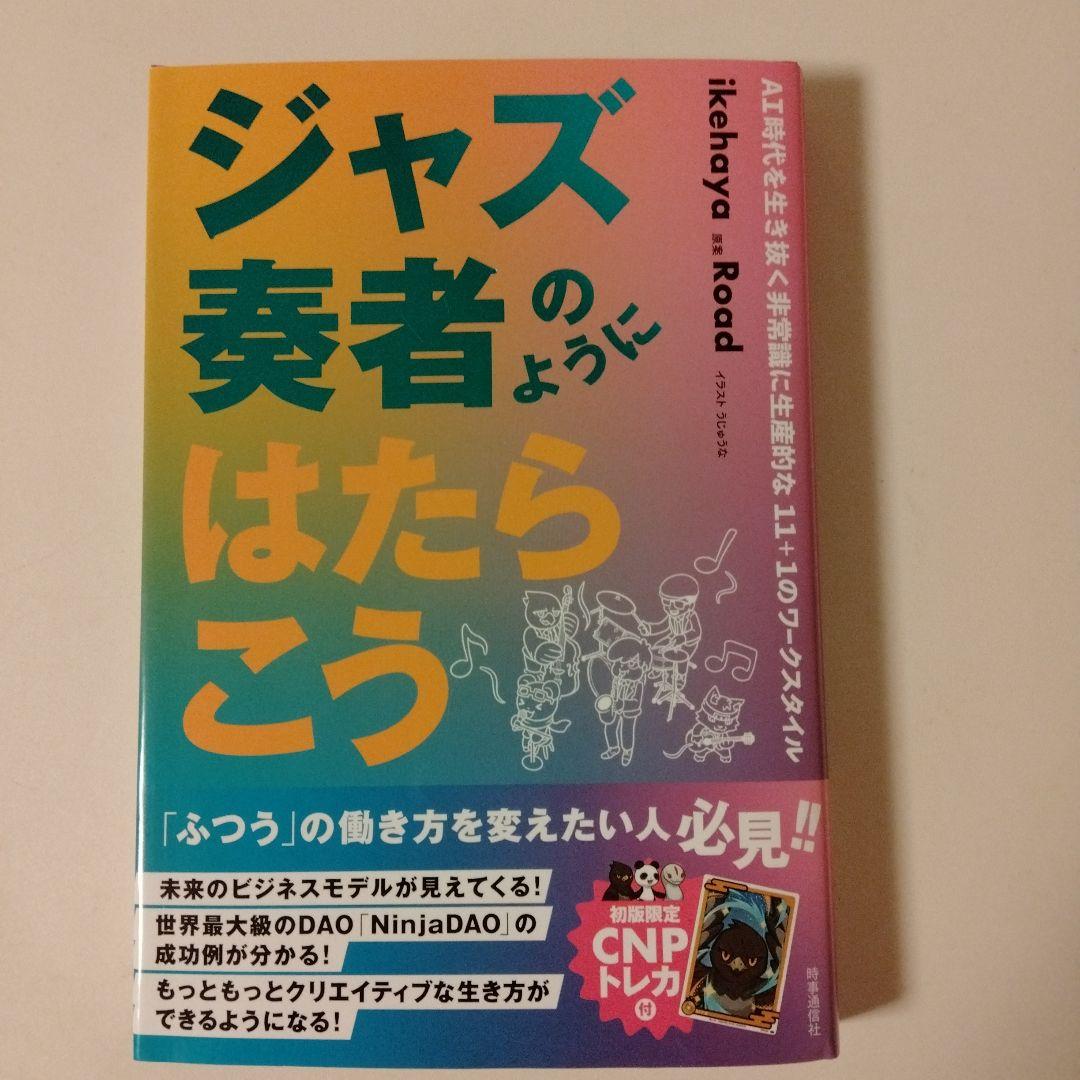 ジャズ
奏者の
ように
はたら
こう
AI時代を生き抜く非常識に生産的な11+1のワークスタイル
ikehaya 原案 Road イラスト うじゅうな
「ふつう」の働き方を変えたい人必見!!
未来のビジネスモデルが見えてくる!
世界最大級のDAO「NinjaDAO」の
成功例が分かる!
もっともっとクリエイティブな生き方が
できるようになる!
初版限定
CNP
トレカ
付
時事通信社